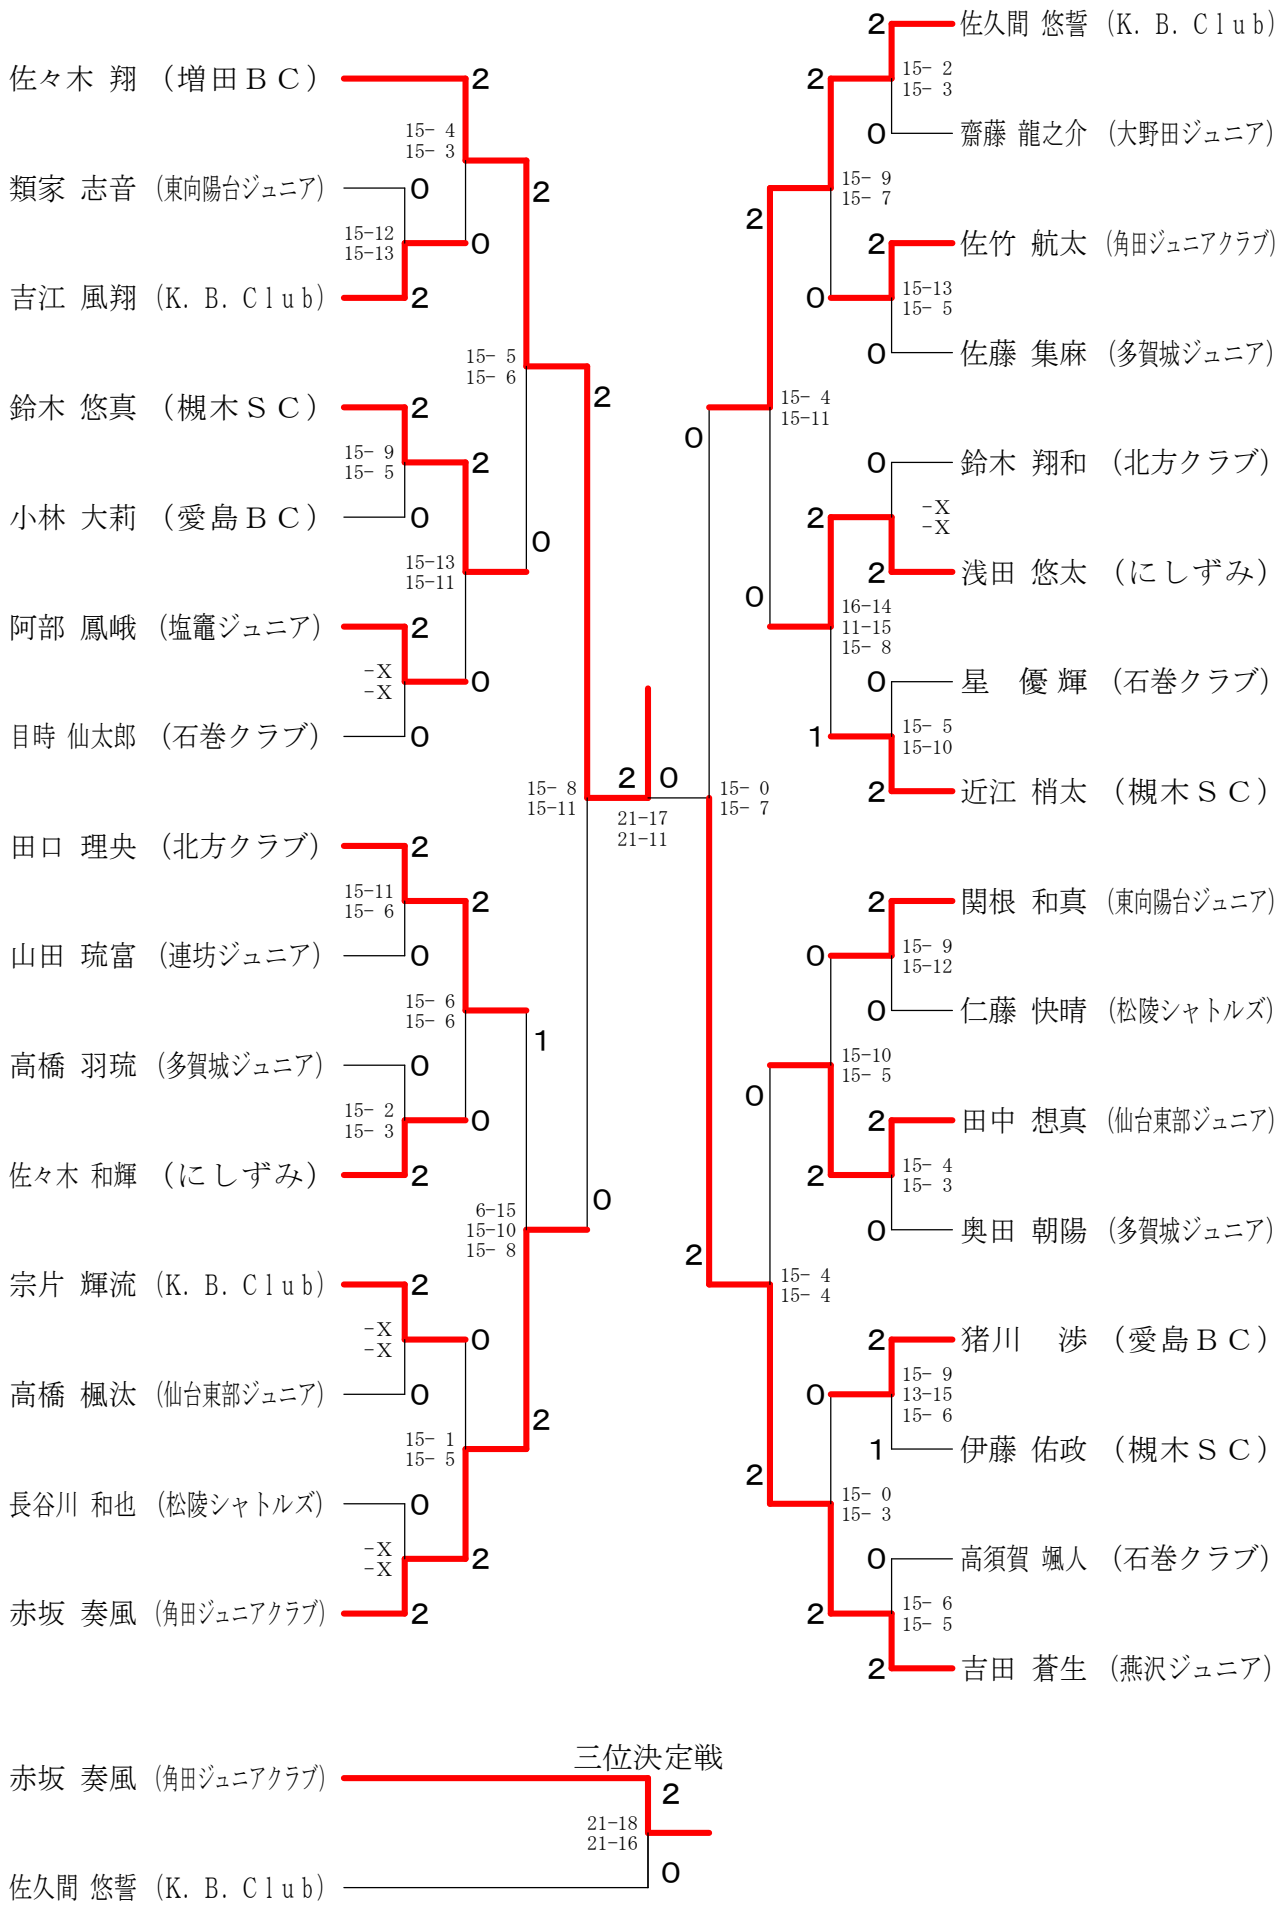 佐々木 翔 (増田ＢＣ)
2
15- 4
15- 3
類家 志音 (東向陽台ジュニア)
0
15-12
15-13
0
吉江 風翔 (K.B.Club)
2
2
15- 5
15- 6
鈴木 悠真 (槻木ＳＣ)
2
15- 9
15- 5
2
小林 大莉 (愛島ＢＣ)
0
15-13
15-11
0
阿部 鳳峨 (塩竈ジュニア)
2
-X
-X
0
目時 仙太郎 (石巻クラブ)
0
2
15- 8
15-11
田口 理央 (北方クラブ)
2
15-11
15- 6
2
山田 琉富 (連坊ジュニア)
0
15- 6
15- 6
1
高橋 羽琉 (多賀城ジュニア)
0
15- 2
15- 3
0
佐々木 和輝 (にしずみ)
2
6-15
15-10
15- 8
0
宗片 輝流 (K.B.Club)
2
-X
-X
0
高橋 楓汰 (仙台東部ジュニア)
0
15- 1
15- 5
2
長谷川 和也 (松陵シャトルズ)
0
-X
-X
2
赤坂 奏風 (角田ジュニアクラブ)
2
2 0
21-17
21-11
2
佐久間 悠誓 (K.B.Club)
2
15- 2
15- 3
0
齋藤 龍之介 (大野田ジュニア)
15- 9
15- 7
2
2
佐竹 航太 (角田ジュニアクラブ)
0
15-13
15- 5
0
佐藤 集麻 (多賀城ジュニア)
15- 4
15-11
0
0
鈴木 翔和 (北方クラブ)
2
-X
-X
2
浅田 悠太 (にしずみ)
0
16-14
11-15
15- 8
0
星 優輝 (石巻クラブ)
1
15- 5
15-10
2
近江 梢太 (槻木ＳＣ)
15- 0
15- 7
2
関根 和真 (東向陽台ジュニア)
0
15- 9
15-12
0
仁藤 快晴 (松陵シャトルズ)
15-10
15- 5
0
2
田中 想真 (仙台東部ジュニア)
2
15- 4
15- 3
0
奥田 朝陽 (多賀城ジュニア)
2
15- 4
15- 4
2
猪川 渉 (愛島ＢＣ)
0
15- 9
13-15
15- 6
1
伊藤 佑政 (槻木ＳＣ)
2
15- 0
15- 3
0
高須賀 颯人 (石巻クラブ)
2
15- 6
15- 5
2
吉田 蒼生 (燕沢ジュニア)
三位決定戦
赤坂 奏風 (角田ジュニアクラブ)
2
21-18
21-16
0
佐久間 悠誓 (K.B.Club)